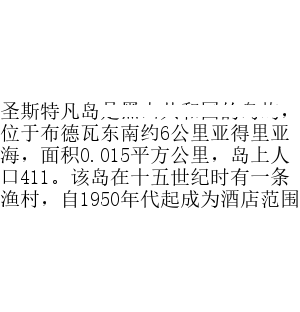 圣斯特凡岛
位于布德瓦东南约6公里亚得里亚
海，面积0.015平方公里，岛上人
口411。该岛在十五世纪时有一条
渔村，自1950年代起成为酒店范围